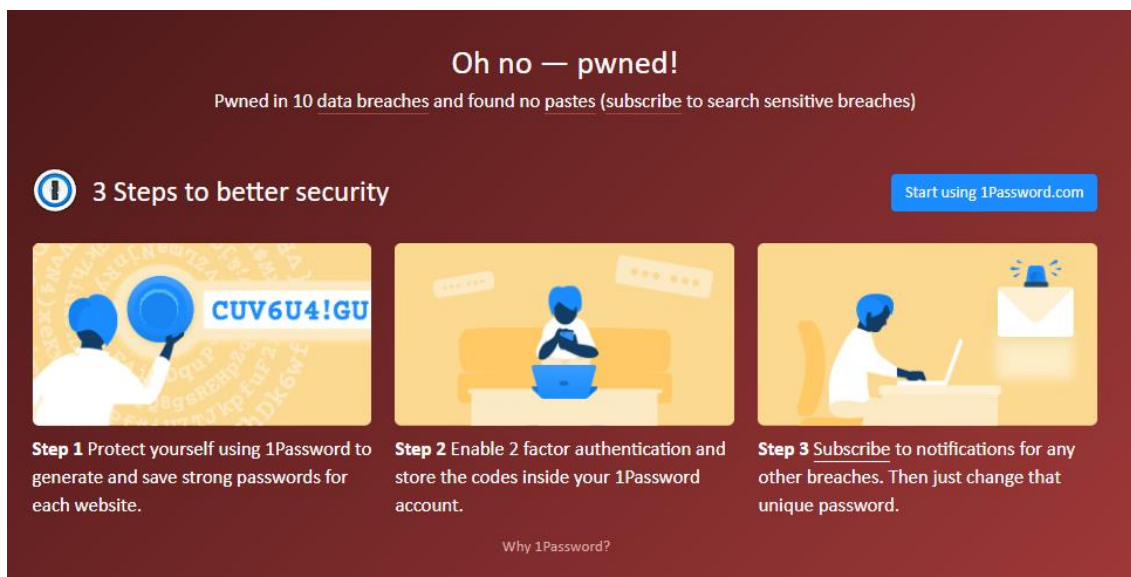 Oh no — pwned!
Pwned in 10 data breaches and found no pastes (subscribe to search sensitive breaches)
3 Steps to better security
Start using 1Password.com
CUV6U4!GU
Step 1 Protect yourself using 1Password to
generate and save strong passwords for
each website.
Step 2 Enable 2 factor authentication and
store the codes inside your 1Password
account.
Step 3 Subscribe to notifications for any
other breaches. Then just change that
unique password.
Why 1Password?